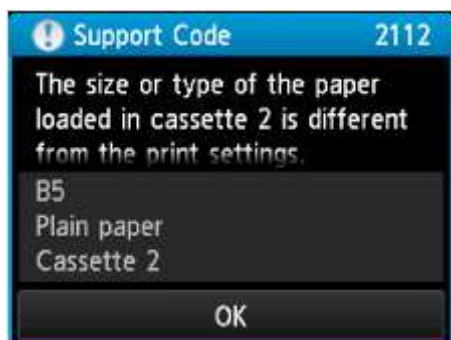 Support Code 2112
The size or type of the paper
loaded in cassette 2 is different
from the print settings.
B5
Plain paper
Cassette 2
OK